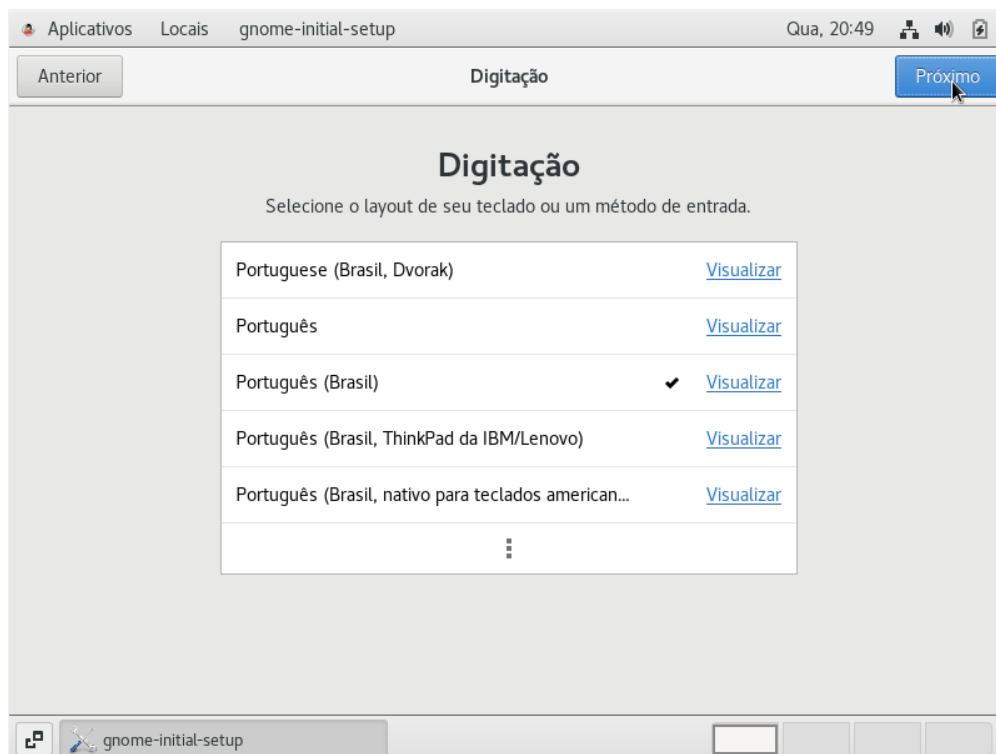 Aplicativos Locais gnome-initial-setup Qua, 20:49
Anterior Digitação Próximo
Digitação
Selecione o layout de seu teclado ou um método de entrada.
Portuguese (Brasil, Dvorak) Visualizar
Português Visualizar
Português (Brasil) Visualizar
Português (Brasil, ThinkPad da IBM/Lenovo) Visualizar
Português (Brasil, nativo para teclados american... Visualizar
gnome-initial-setup